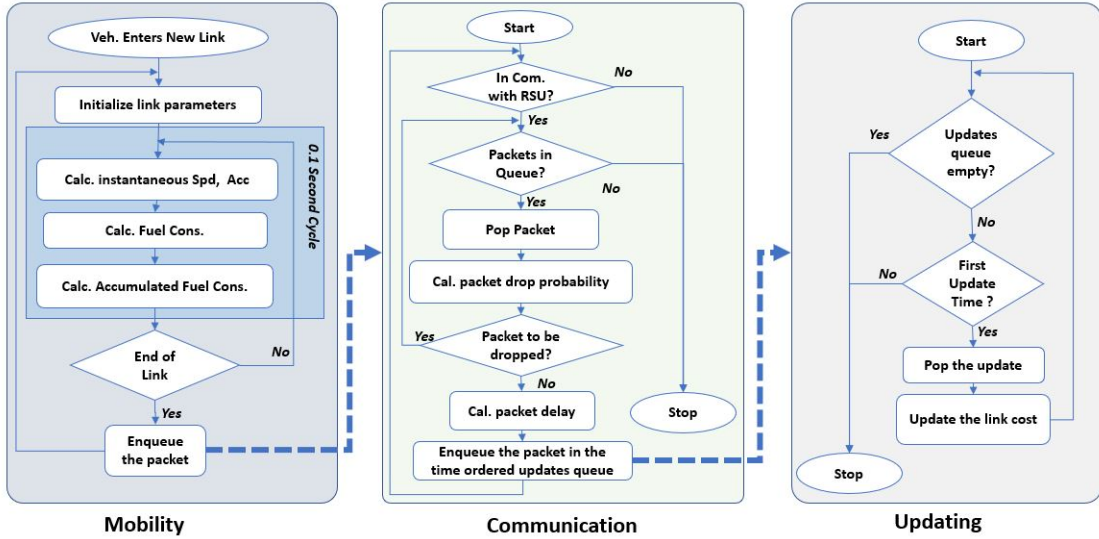 Veh. Enters New Link
Initialize link parameters
0.1 Second Cycle
Calc. instantaneous Spd, Acc
Calc. Fuel Cons.
Calc. Accumulated Fuel Cons.
End of
Link
No
Yes
Enqueue
the packet
Mobility
Start
In Com.
with RSU?
No
Yes
Packets in
Queue?
No
Yes
Pop Packet
Cal. packet drop probability
Packet to be
dropped?
Yes
No
Cal. packet delay
Stop
Enqueue the packet in the
time ordered updates queue
Communication
Start
Updates
queue
empty?
Yes
No
First
Update
Time ?
No
Yes
Pop the update
Update the link cost
Stop
Updating